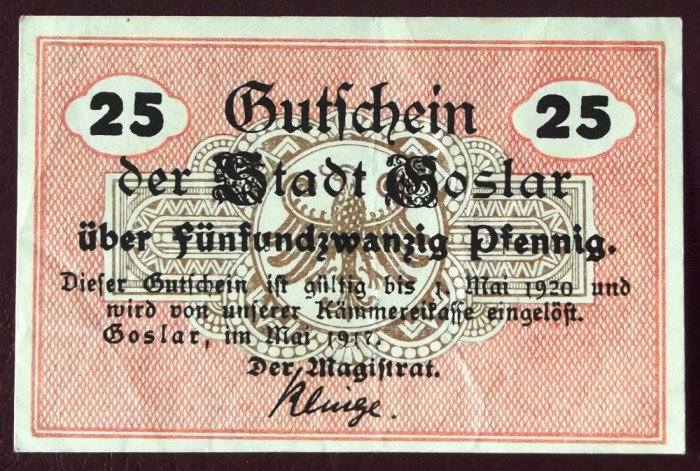 25 Gutſchein 25
der Stadt Goslar
über Fünfundzwanzig Pfennig.
Dieſer Gutſchein iſt gültig bis 1. Mai 1920 und
wird von unſerer Kämmereikaſſe eingelöſt.
Goslar, im Mai 1917.
Der Magiſtrat.
Klinge.